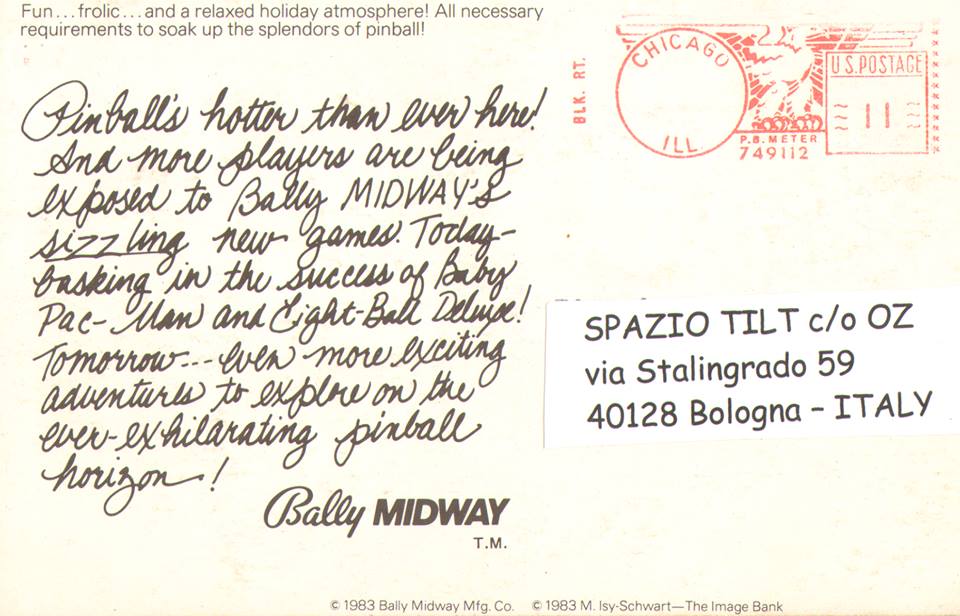 Fun...frolic...and a relaxed holiday atmosphere! All necessary
requirements to soak up the splendors of pinball!
Pinball's hotter than ever here!
And more players are being
exposed to Bally MIDWAY's
sizzling new games. Today-
basking in the success of Baby
Pac-Man and Eight-Ball Deluxe!
Tomorrow... even more exciting
adventures to explore on the
ever-exhilarating pinball
horizon!
Bally MIDWAY
T.M.
© 1983 Bally Midway Mfg. Co. © 1983 M. Isy-Schwart—The Image Bank
BLK. RT.
CHICAGO
ILL.
U.S. POSTAGE
11
P.B. METER
749112
SPAZIO TILT c/o OZ
via Stalingrado 59
40128 Bologna - ITALY